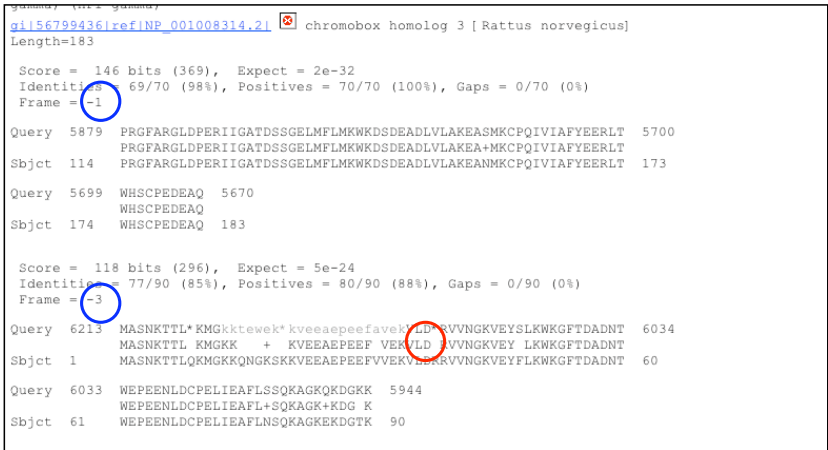 gi|56799436|ref|NP_001008314.2| chromobox homolog 3 [Rattus norvegicus]
Length=183
Score = 146 bits (369), Expect = 2e-32
Identities = 69/70 (98%), Positives = 70/70 (100%), Gaps = 0/70 (0%)
Frame = -1
Query 5879 PRGFARGLDPERIIGATDSSGELMFLMKWKDSDEADLVLAKEASMKCPQIVIAFYEERLT 5700
PRGFARGLDPERIIGATDSSGELMFLMKWKDSDEADLVLAKEA+MKCPQIVIAFYEERLT
Sbjct 114 PRGFARGLDPERIIGATDSSGELMFLMKWKDSDEADLVLAKEANMKCPQIVIAFYEERLT 173
Query 5699 WHSCPEDEAQ 5670
WHSCPEDEAQ
Sbjct 174 WHSCPEDEAQ 183
Score = 118 bits (296), Expect = 5e-24
Identities = 77/90 (85%), Positives = 80/90 (88%), Gaps = 0/90 (0%)
Frame = -3
Query 6213 MASNKTTL*KMGkktewek*kveeaepeefavekVLD*RVVNGKVEYSLKWKGFTDADNT 6034
MASNKTTL KMGKK + KVEEAEPEEF VEKVLD RVVNGKVEY LKWKGFTDADNT
Sbjct 1 MASNKTTLQKMGKKQNGKSKKVEEAEPEEFVVEKVLDRRVVNGKVEYFLKWKGFTDADNT 60
Query 6033 WEPEENLDCPELIEAFLSSQKAGKQKDGKK 5944
WEPEENLDCPELIEAFL+SQKAGK+KDG K
Sbjct 61 WEPEENLDCPELIEAFLNSQKAGKEKDGTK 90